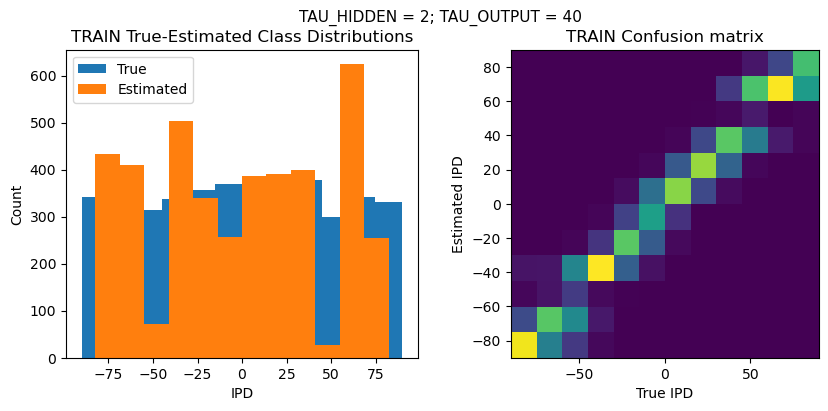 TAU_HIDDEN = 2; TAU_OUTPUT = 40
TRAIN True-Estimated Class Distributions
True
Estimated
Count
600
500
400
300
200
100
0
−75
−50
−25
0
25
50
75
IPD
TRAIN Confusion matrix
Estimated IPD
80
60
40
20
0
−20
−40
−60
−80
−50
0
50
True IPD